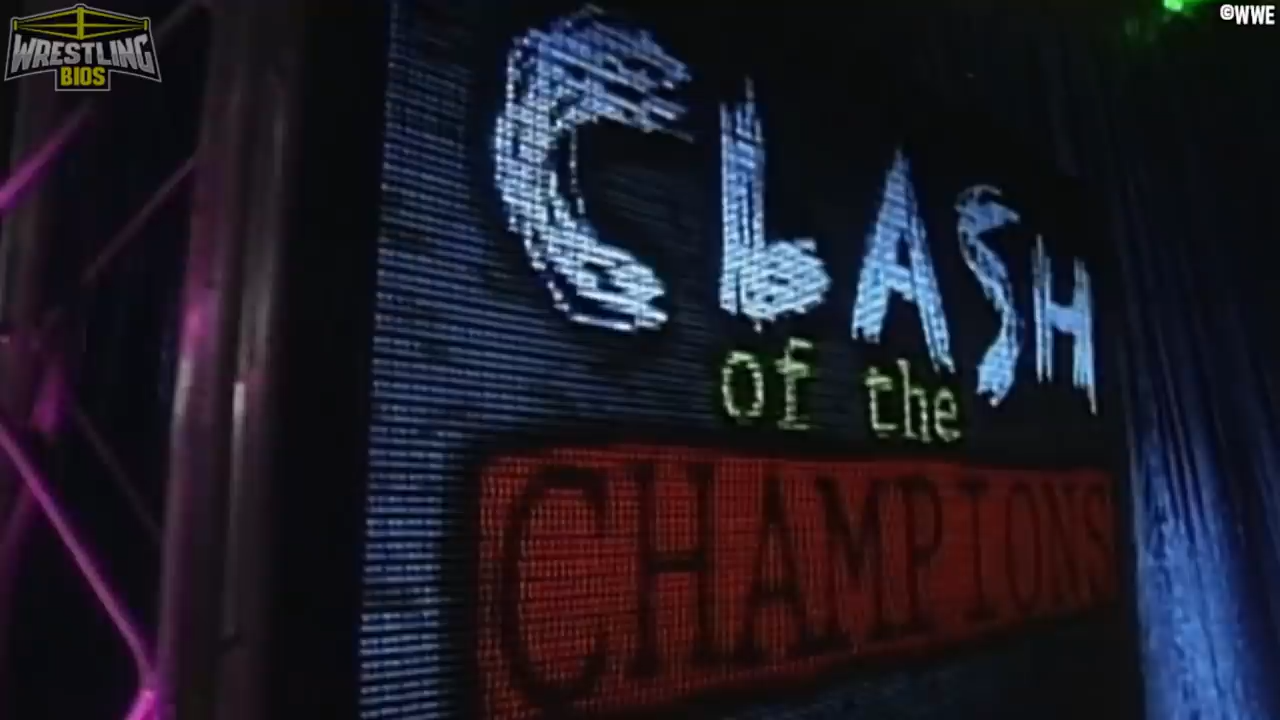 WRESTLING
BIOS
©WWE
CLASH
of the
CHAMPIONS